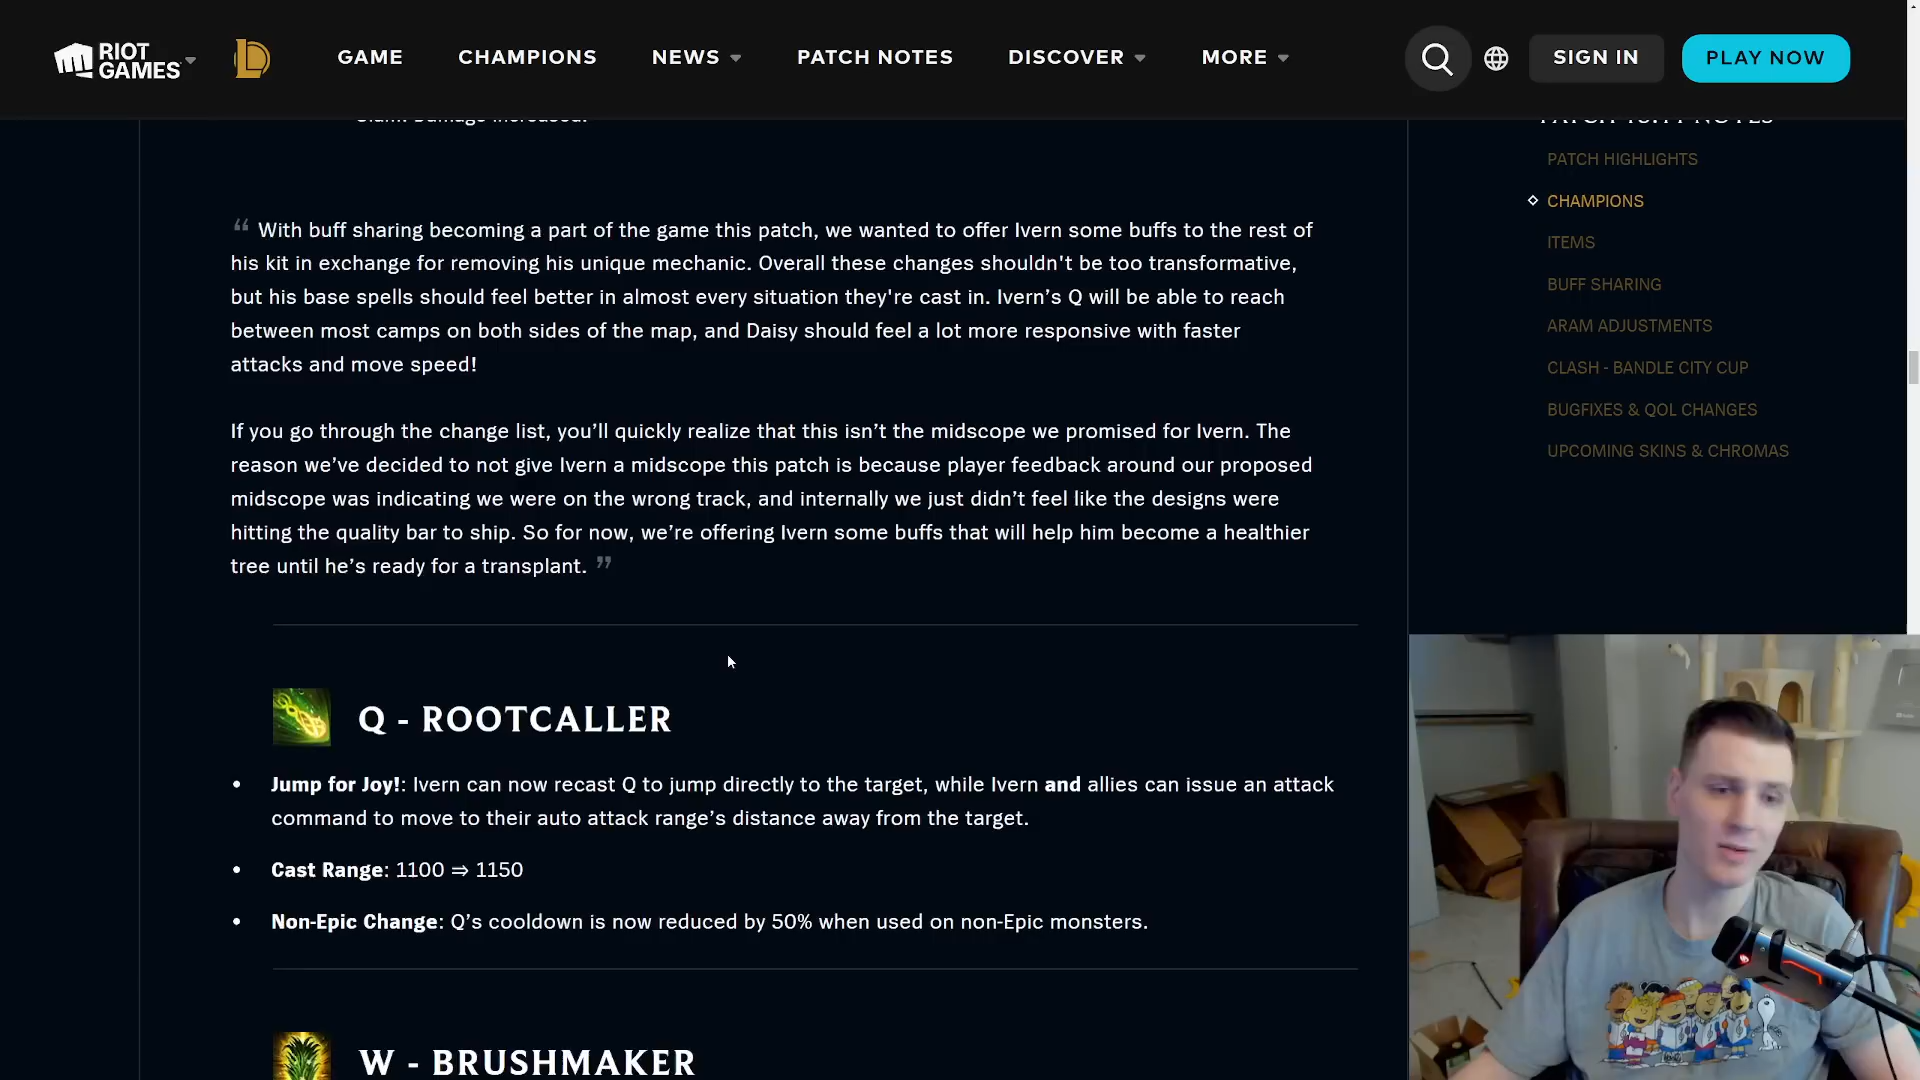 RIOT GAMES
GAME
CHAMPIONS
NEWS
PATCH NOTES
DISCOVER
MORE
SIGN IN
PLAY NOW
Slam: Damage increased.
“ With buff sharing becoming a part of the game this patch, we wanted to offer Ivern some buffs to the rest of
his kit in exchange for removing his unique mechanic. Overall these changes shouldn't be too transformative,
but his base spells should feel better in almost every situation they're cast in. Ivern’s Q will be able to reach
between most camps on both sides of the map, and Daisy should feel a lot more responsive with faster
attacks and move speed!
If you go through the change list, you’ll quickly realize that this isn’t the midscope we promised for Ivern. The
reason we’ve decided to not give Ivern a midscope this patch is because player feedback around our proposed
midscope was indicating we were on the wrong track, and internally we just didn’t feel like the designs were
hitting the quality bar to ship. So for now, we’re offering Ivern some buffs that will help him become a healthier
tree until he’s ready for a transplant. ”
Q - ROOTCALLER
• Jump for Joy!: Ivern can now recast Q to jump directly to the target, while Ivern and allies can issue an attack
command to move to their auto attack range’s distance away from the target.
• Cast Range: 1100 ⇒ 1150
• Non-Epic Change: Q’s cooldown is now reduced by 50% when used on non-Epic monsters.
W - BRUSHMAKER
NOTES
PATCH HIGHLIGHTS
CHAMPIONS
ITEMS
BUFF SHARING
ARAM ADJUSTMENTS
CLASH - BANDLE CITY CUP
BUGFIXES & QOL CHANGES
UPCOMING SKINS & CHROMAS